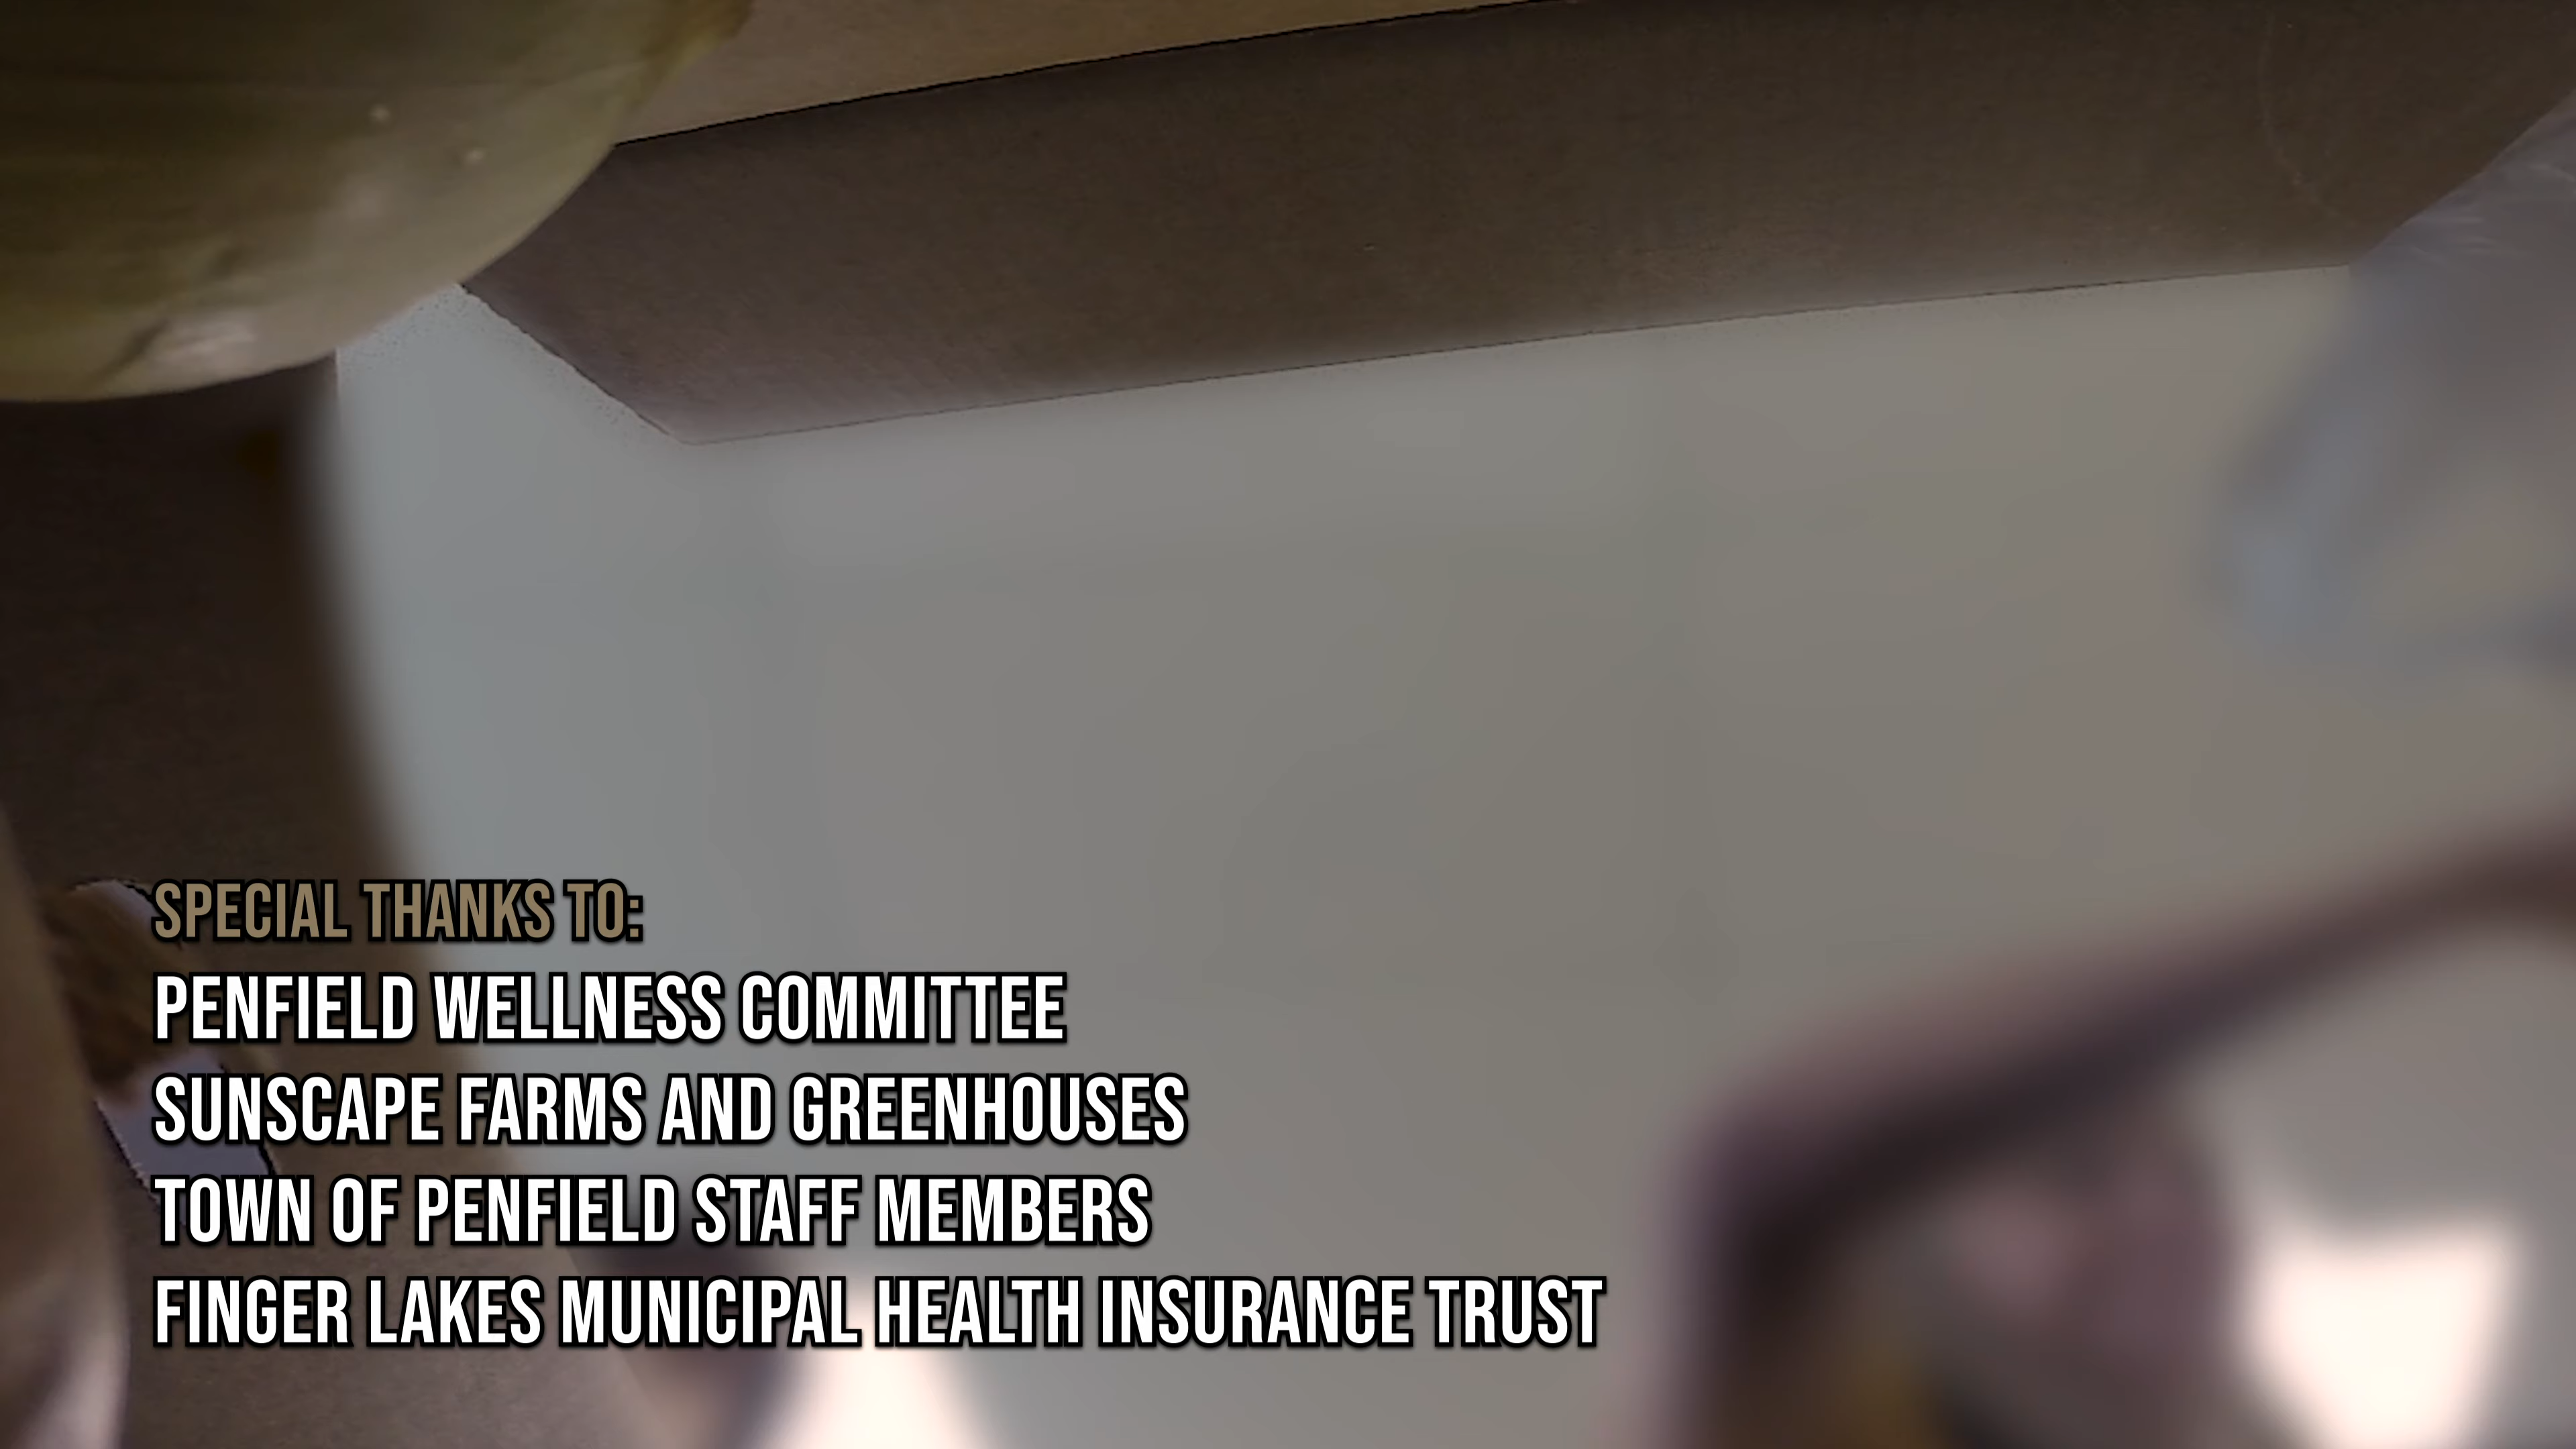 SPECIAL THANKS TO:
PENFIELD WELLNESS COMMITTEE
SUNSCAPE FARMS AND GREENHOUSES
TOWN OF PENFIELD STAFF MEMBERS
FINGER LAKES MUNICIPAL HEALTH INSURANCE TRUST